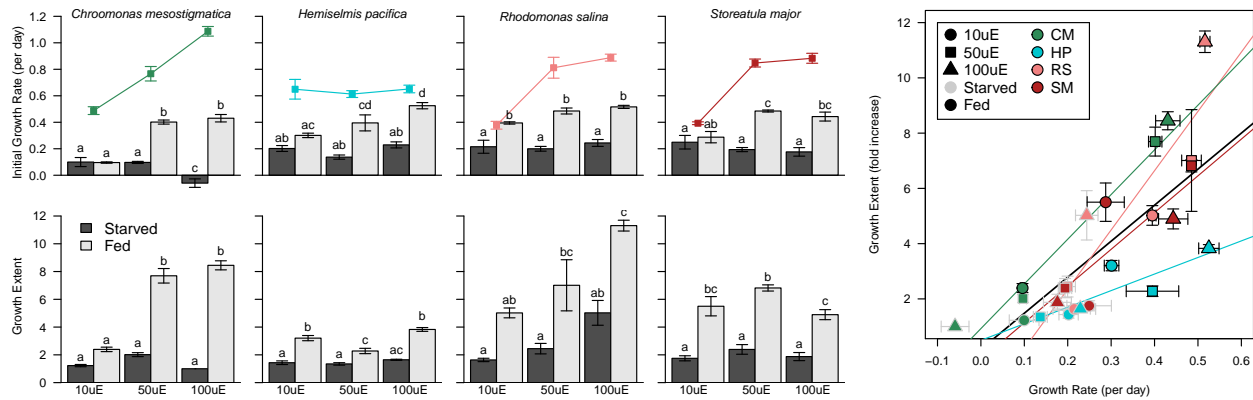 Chroomonas mesostigmatica Hemiselmis pacifica Rhodomonas salina Storeatula major
Initial Growth Rate (per day)
1.2
1.0
0.8
0.6
0.4
0.2
0.0
a a a b c b
ab ac a cd ab d
a b a b a b
a ab a c a bc
Growth Extent
12
10
8
6
4
2
0
Starved
Fed
a a a b a b
a b a c ac b
a ab a bc b c
a bc a b a c
10uE 50uE 100uE 10uE 50uE 100uE 10uE 50uE 100uE 10uE 50uE 100uE
Growth Extent (fold increase)
12
10
8
6
4
2
10uE CM
50uE HP
100uE RS
Starved SM
Fed
−0.1 0.0 0.1 0.2 0.3 0.4 0.5 0.6
Growth Rate (per day)